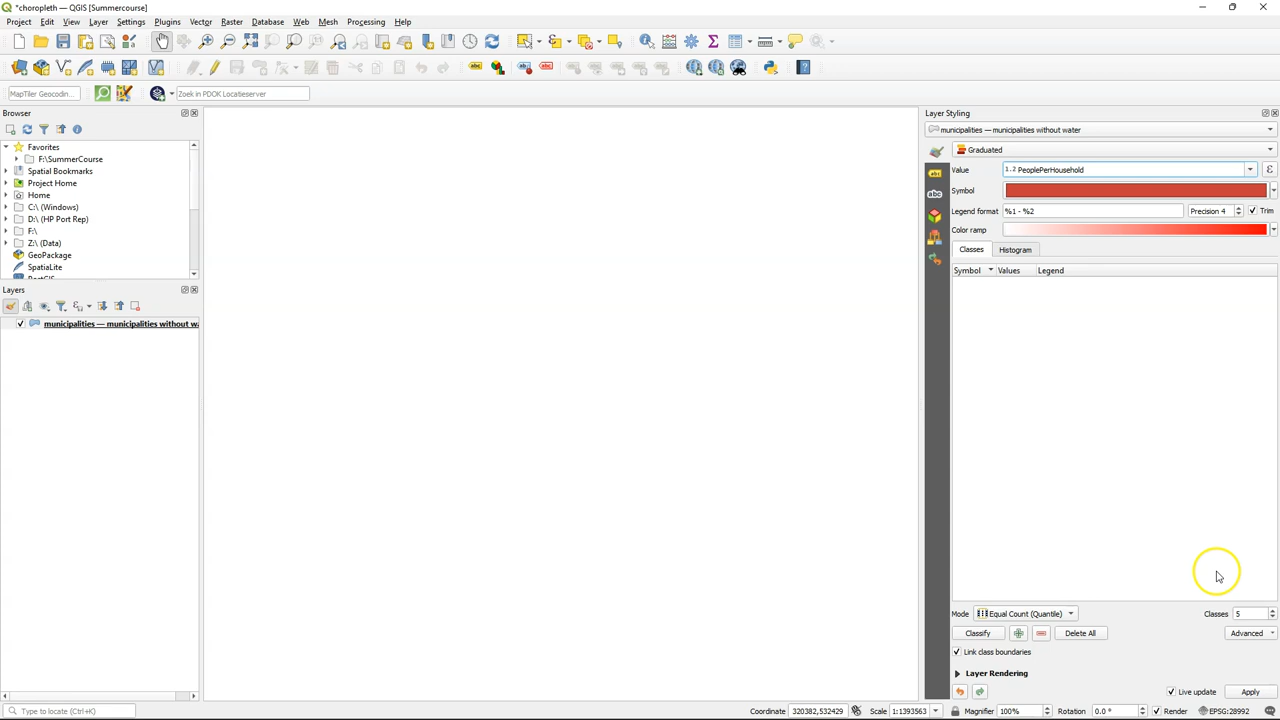 *choropleth — QGIS [Summercourse]
Project Edit View Layer Settings Plugins Vector Raster Database Web Mesh Processing Help
MapTiler Geocodin...
Zoek in PDOK Locatieserver
Browser
Favorites
F:\SummerCourse
Spatial Bookmarks
Project Home
Home
C:\ (Windows)
D:\ (HP Port Rep)
F:\
Z:\ (Data)
GeoPackage
SpatiaLite
PostGIS
Layers
municipalities — municipalities without wa
Layer Styling
municipalities — municipalities without water
Graduated
Value 1.2 PeoplePerHousehold
Symbol
Legend format %1 - %2 Precision 4 Trim
Color ramp
Classes Histogram
Symbol Values Legend
Mode Equal Count (Quantile) Classes 5
Classify Delete All Advanced
Link class boundaries
Layer Rendering
Live update Apply
Type to locate (Ctrl+K) Coordinate 320382,532429 Scale 1:1393563 Magnifier 100% Rotation 0.0 ° Render EPSG:28992